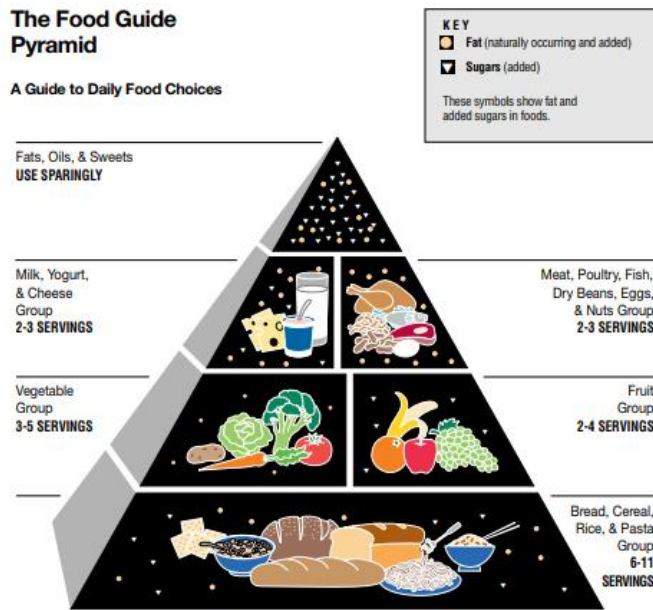 The Food Guide
Pyramid
A Guide to Daily Food Choices
KEY
Fat (naturally occurring and added)
Sugars (added)
These symbols show fat and
added sugars in foods.
Fats, Oils, & Sweets
USE SPARINGLY
Milk, Yogurt,
& Cheese
Group
2-3 SERVINGS
Meat, Poultry, Fish,
Dry Beans, Eggs,
& Nuts Group
2-3 SERVINGS
Vegetable
Group
3-5 SERVINGS
Fruit
Group
2-4 SERVINGS
Bread, Cereal,
Rice, & Pasta
Group
6-11
SERVINGS